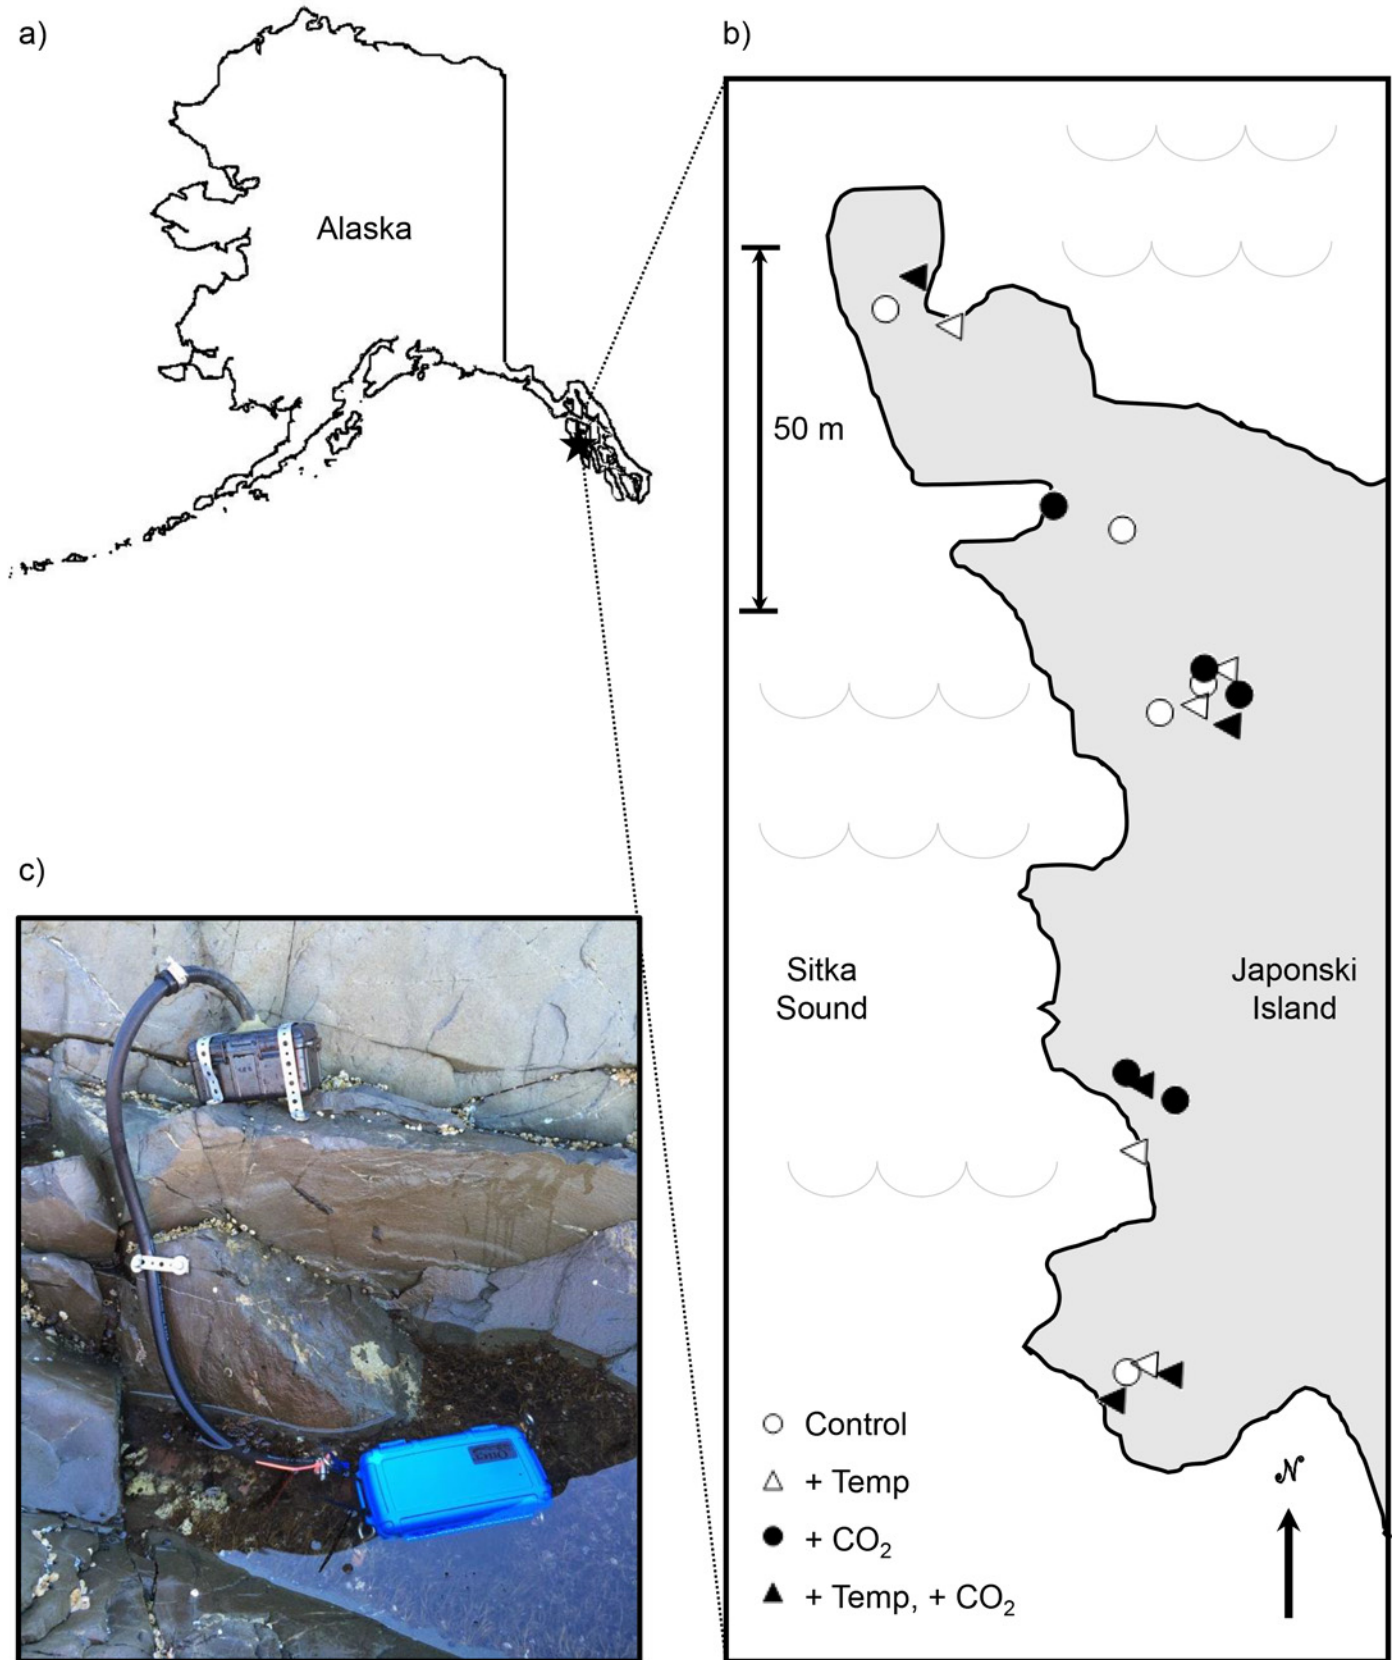 a)
Alaska
b)
50 m
Sitka
Sound
Japonski
Island
Control
+ Temp
+ CO₂
+ Temp, + CO₂
N
c)